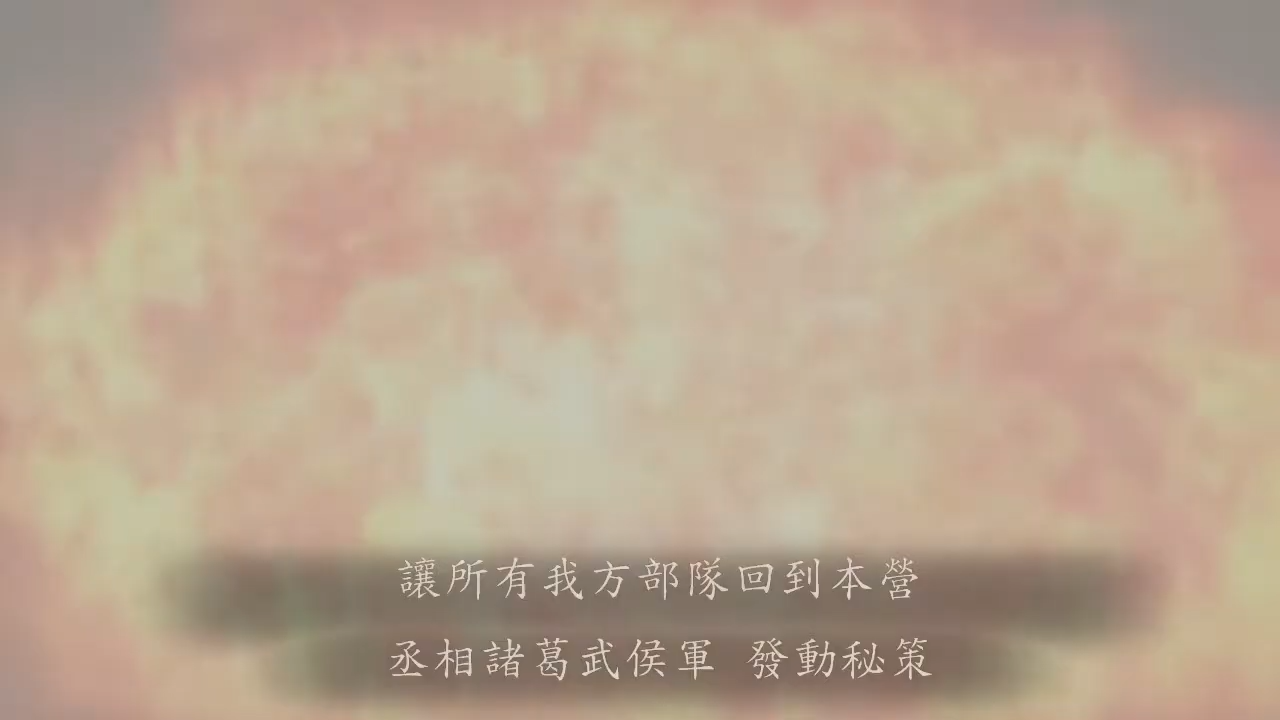 讓所有我方部隊回到本營
丞相諸葛武侯軍 發動秘策